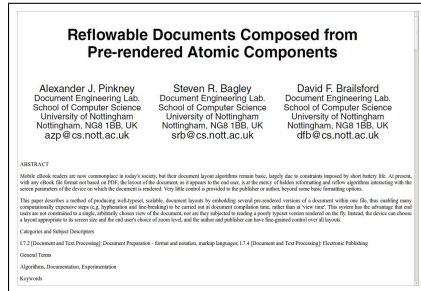 Reflowable Documents Composed from
Pre-rendered Atomic Components
Alexander J. Pinkney
Document Engineering Lab.
School of Computer Science
University of Nottingham
Nottingham, NG8 1BB, UK
azp@cs.nott.ac.uk
Steven R. Bagley
Document Engineering Lab.
School of Computer Science
University of Nottingham
Nottingham, NG8 1BB, UK
srb@cs.nott.ac.uk
David F. Brailsford
Document Engineering Lab.
School of Computer Science
University of Nottingham
Nottingham, NG8 1BB, UK
dfb@cs.nott.ac.uk
ABSTRACT
Mobile eBook readers are now commonplace in today's society, but their document layout algorithms remain basic, largely due to constraints imposed by short battery life. At present,
with any eBook file format not based on PDF, the layout of the document, as it appears to the end user, is at the mercy of hidden reformatting and reflow algorithms interacting with the
screen parameters of the device on which the document is rendered. Very little control is provided to the publisher or author, beyond some basic formatting options.
This paper describes a method of producing well-typeset, scalable, document layouts by embedding several pre-rendered versions of a document within one file, thus enabling many
computationally expensive steps (e.g. hyphenation and line-breaking) to be carried out at document compilation time, rather than at 'view time'. This system has the advantage that end
users are not constrained to a single, arbitrarily chosen view of the document, nor are they subjected to reading a poorly typeset version rendered on the fly. Instead, the device can choose
a layout appropriate to its screen size and the end user's choice of zoom level, and the author and publisher can have fine-grained control over all layouts.
Categories and Subject Descriptors
I.7.2 [Document and Text Processing]: Document Preparation - format and notation, markup languages; I.7.4 [Document and Text Processing]: Electronic Publishing
General Terms
Algorithms, Documentation, Experimentation
Keywords